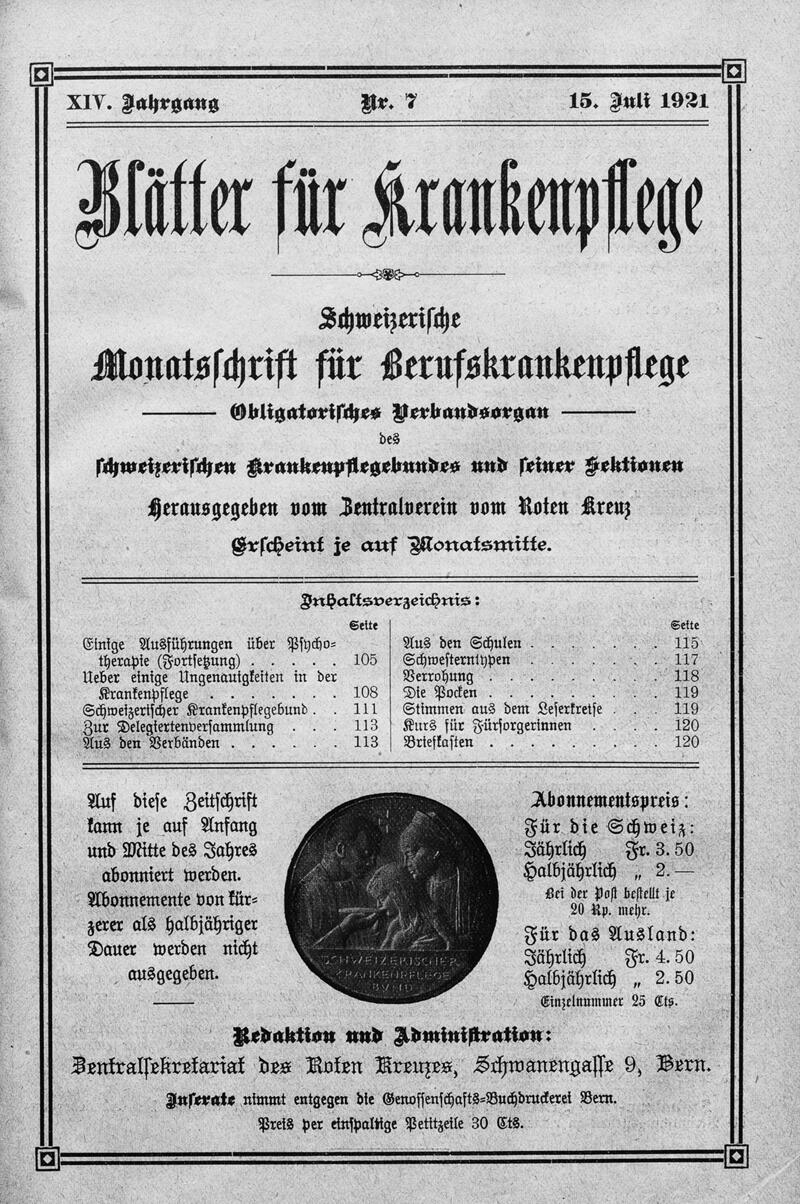 XIV. Jahrgang Nr. 7 15. Juli 1921
Blätter für Krankenpflege
Schweizerische
Monatsschrift für Berufskrankenpflege
Obligatorisches Verbandsorgan
des
schweizerischen Krankenpflegebundes und seiner Sektionen
Herausgegeben vom Zentralverein vom Roten Kreuz
Erscheint je auf Monatsmitte.
Inhaltsverzeichnis:
Seite
Einige Ausführungen über Psycho-
therapie (Fortsetzung) . . . . . 105
Ueber einige Ungenauigkeiten in der
Krankenpflege . . . . . . . 108
Schweizerischer Krankenpflegebund . . 111
Zur Delegiertenversammlung . . . 113
Aus den Verbänden . . . . . . 113
Seite
Aus den Schulen . . . . . . . 115
Schwesterntypen . . . . . . . 117
Verrohung . . . . . . . . . 118
Die Pocken . . . . . . . . . 119
Stimmen aus dem Leserkreise . . . 119
Kurs für Fürsorgerinnen . . . . 120
Briefkasten . . . . . . . . . 120
Auf diese Zeitschrift
kann je auf Anfang
und Mitte des Jahres
abonniert werden.
Abonnemente von kür-
zerer als halbjähriger
Dauer werden nicht
ausgegeben.
SCHWEIZERISCHER
KRANKENPFLEGE
BVND
Abonnementspreis:
Für die Schweiz:
Jährlich Fr. 3. 50
Halbjährlich „ 2. —
Bei der Post bestellt je
20 Rp. mehr.
Für das Ausland:
Jährlich Fr. 4. 50
Halbjährlich „ 2. 50
Einzelnummer 25 Cts.
Redaktion und Administration:
Zentralsekretariat des Roten Kreuzes, Schwanengasse 9, Bern.
Inserate nimmt entgegen die Genossenschafts-Buchdruckerei Bern.
Preis per einspaltige Petitzeile 30 Cts.